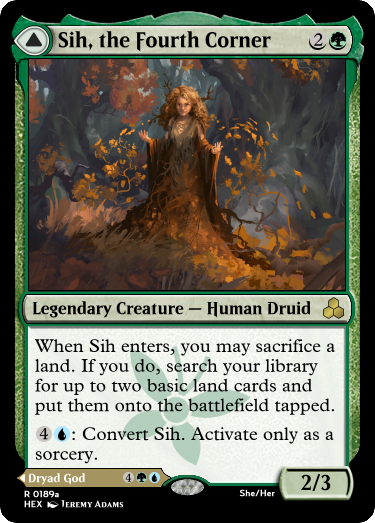 Sih, the Fourth Corner 2
Legendary Creature — Human Druid
When Sih enters, you may sacrifice a
land. If you do, search your library
for up to two basic land cards and
put them onto the battlefield tapped.
4: Convert Sih. Activate only as a
sorcery.
Dryad God 4
2/3
R 0189a
She/Her
HEX Jeremy Adams